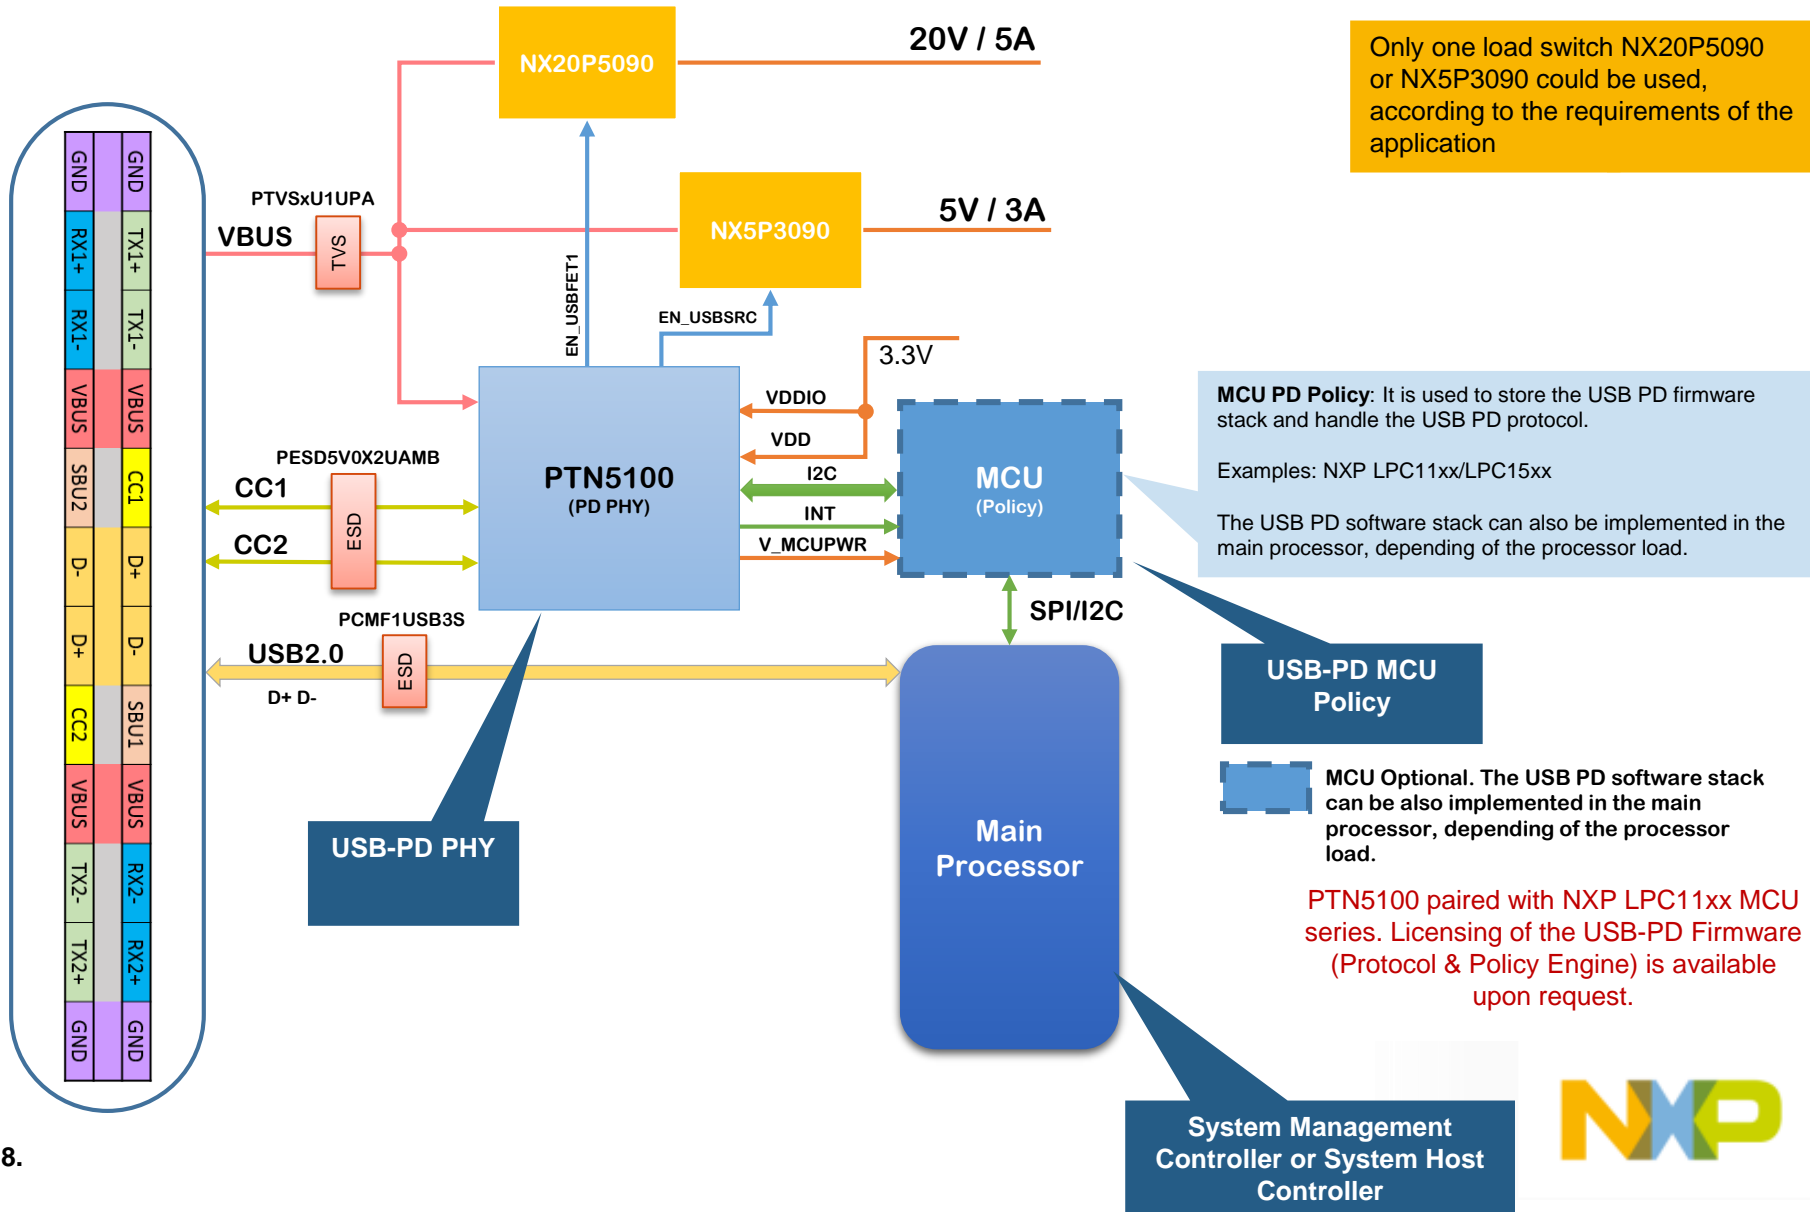 20V / 5A
NX20P5090
Only one load switch NX20P5090
or NX5P3090 could be used,
according to the requirements of the
application
GND
GND
RX1+
TX1+
RX1-
TX1-
VBUS
VBUS
SBU2
CC1
D-
D+
D+
D-
CC2
SBU1
VBUS
VBUS
TX2-
RX2-
TX2+
RX2+
GND
GND
PTVSxU1UPA
VBUS
TVS
5V / 3A
NX5P3090
EN_USBFET1
EN_USBSRC
3.3V
VDDIO
VDD
I2C
INT
V_MCUPWR
PTN5100
(PD PHY)
MCU
(Policy)
MCU PD Policy: It is used to store the USB PD firmware
stack and handle the USB PD protocol.
Examples: NXP LPC11xx/LPC15xx
The USB PD software stack can also be implemented in the
main processor, depending of the processor load.
PESD5V0X2UAMB
CC1
CC2
ESD
SPI/I2C
PCMF1USB3S
USB2.0
ESD
D+ D-
USB-PD MCU
Policy
MCU Optional. The USB PD software stack
can be also implemented in the main
processor, depending of the processor
load.
USB-PD PHY
Main
Processor
PTN5100 paired with NXP LPC11xx MCU
series. Licensing of the USB-PD Firmware
(Protocol & Policy Engine) is available
upon request.
System Management
Controller or System Host
Controller
NXP
8.